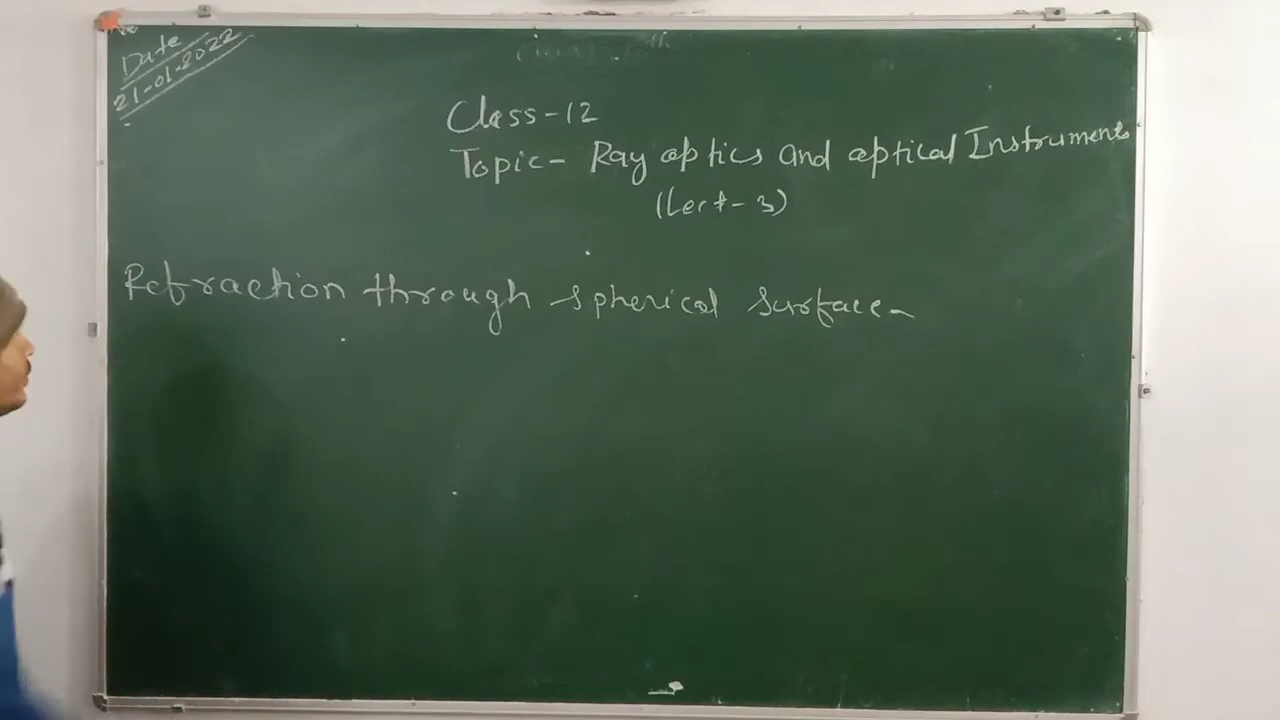 Date
21-01-2022
Class-12
Topic- Ray optics and optical Instruments
(Lect-3)
Refraction through spherical surface-